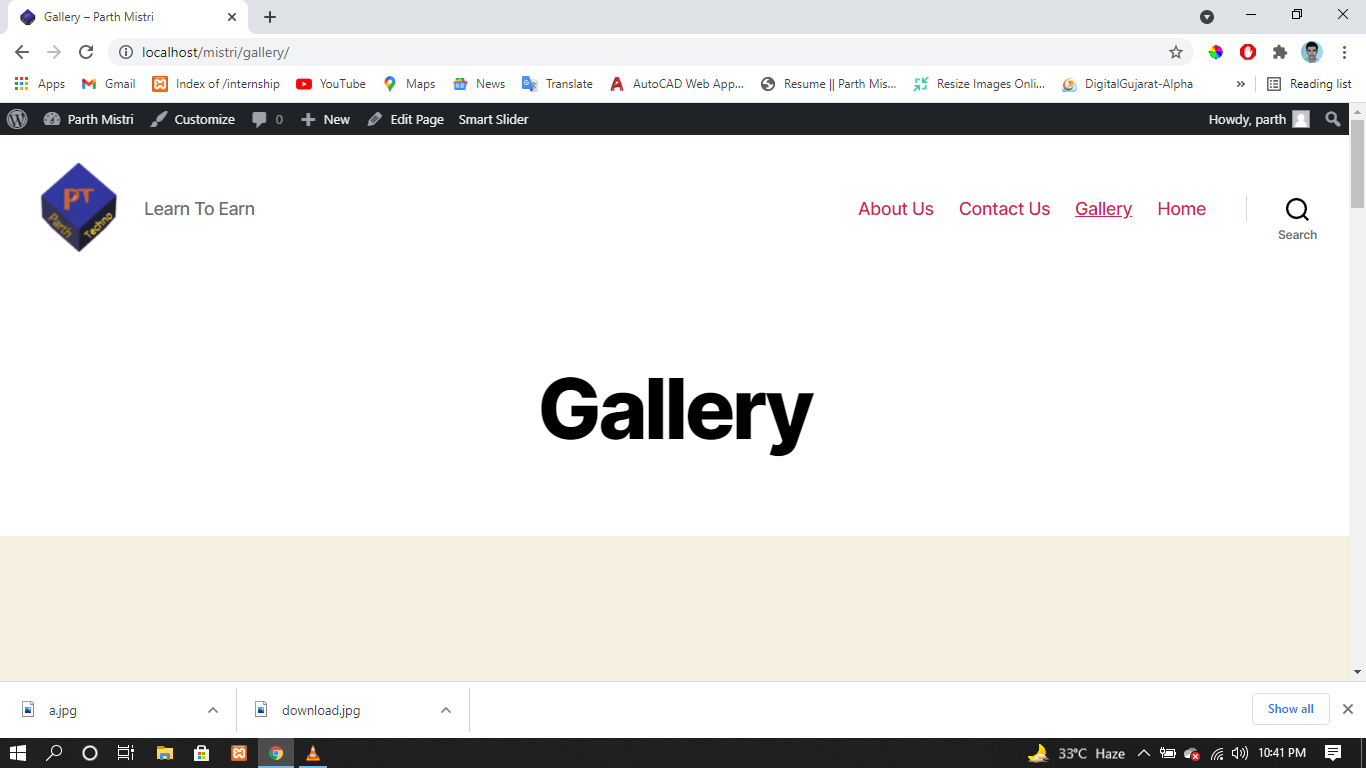 Gallery – Parth Mistri
localhost/mistri/gallery/
Apps Gmail Index of /internship YouTube Maps News Translate AutoCAD Web App... Resume || Parth Mis... Resize Images Onli... DigitalGujarat-Alpha » Reading list
Parth Mistri Customize 0 New Edit Page Smart Slider Howdy, parth
PT
Parth Techno
Learn To Earn
About Us Contact Us Gallery Home
Search
Gallery
a.jpg download.jpg Show all
33°C Haze 10:41 PM